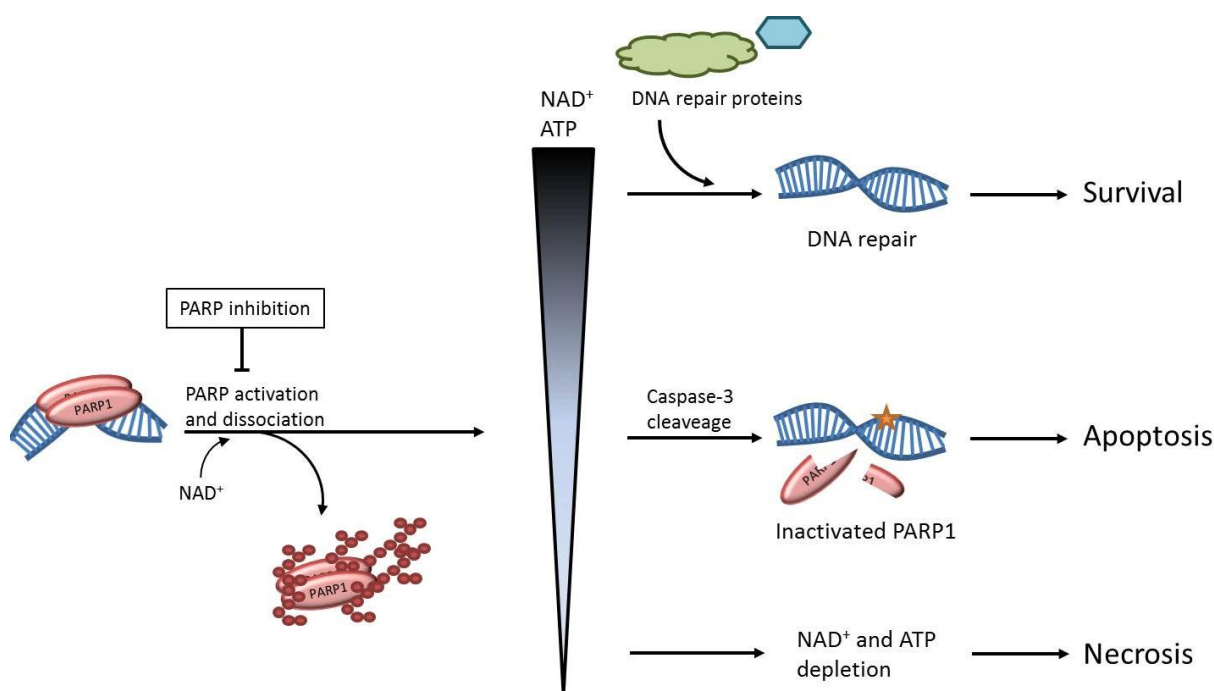 PARP inhibition
PARP1
PARP activation
and dissociation
NAD⁺
PARP1
NAD⁺
ATP
DNA repair proteins
DNA repair
Survival
Caspase-3
cleaveage
Inactivated PARP1
Apoptosis
NAD⁺ and ATP
depletion
Necrosis